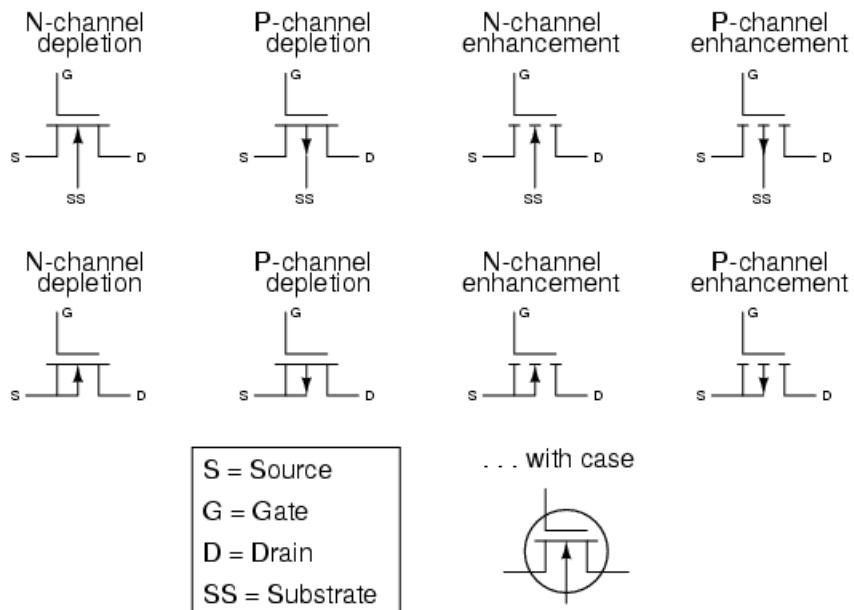 N-channel depletion
P-channel depletion
N-channel enhancement
P-channel enhancement
G
G
G
G
S
D
S
D
S
D
S
D
SS
SS
SS
SS
N-channel depletion
P-channel depletion
N-channel enhancement
P-channel enhancement
G
G
G
G
S
D
S
D
S
D
S
D
S = Source
G = Gate
D = Drain
SS = Substrate
. . . with case